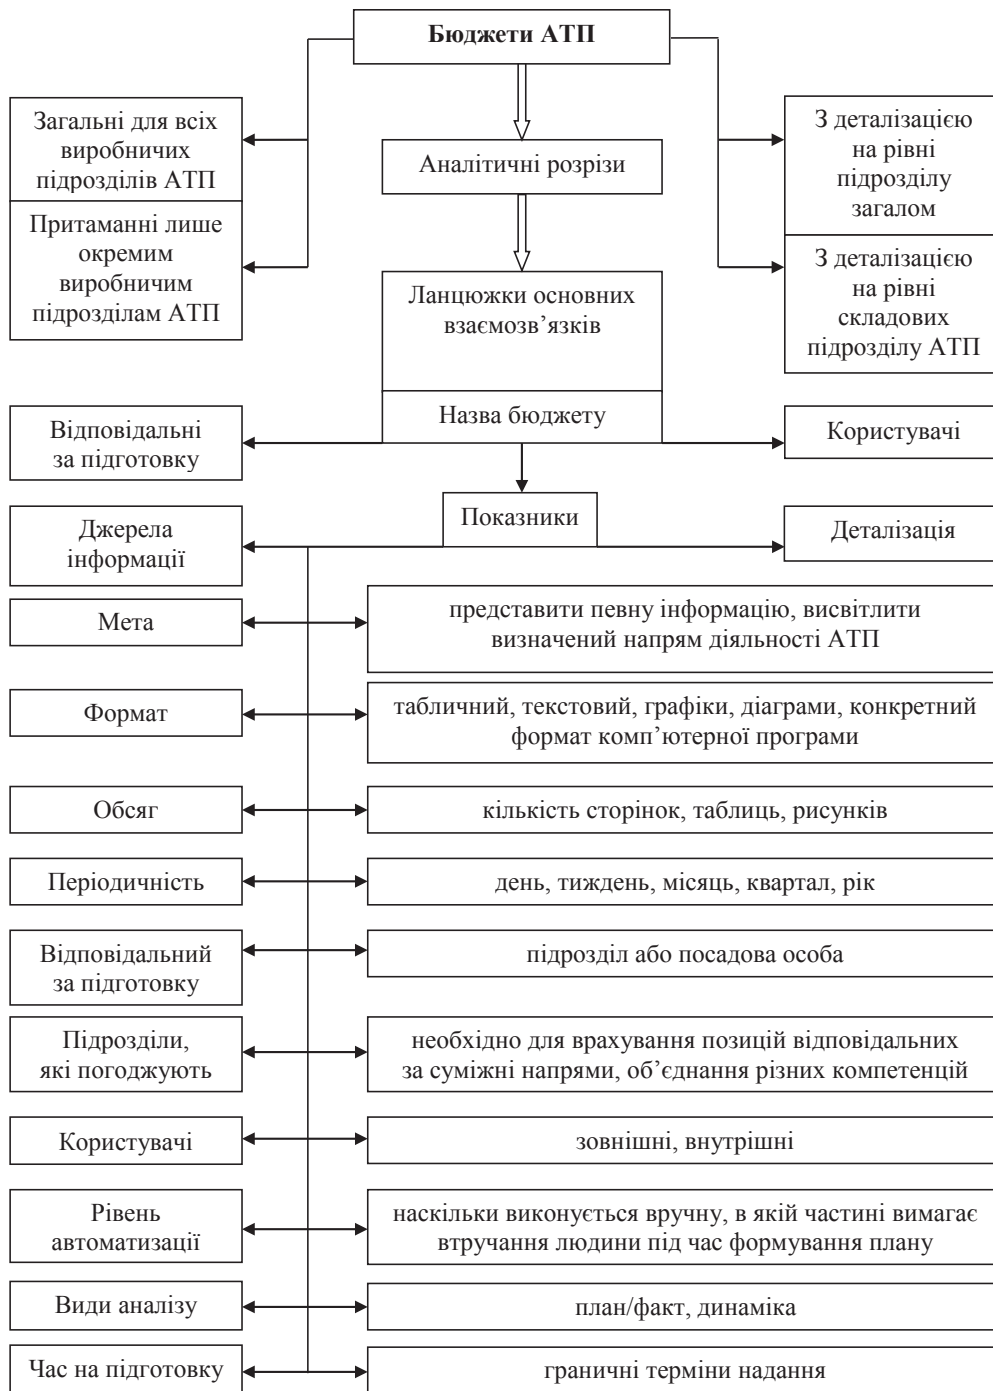 Бюджети АТП
Загальні для всіх
виробничих
підрозділів АТП
Притаманні лише
окремим
виробничим
підрозділам АТП
Аналітичні розрізи
Ланцюжки основних
взаємозв’язків
Назва бюджету
З деталізацією
на рівні
підрозділу
загалом
З деталізацією
на рівні
складових
підрозділу АТП
Відповідальні
за підготовку
Користувачі
Показники
Джерела
інформації
Деталізація
Мета
представити певну інформацію, висвітлити
визначений напрям діяльності АТП
Формат
табличний, текстовий, графіки, діаграми, конкретний
формат комп’ютерної програми
Обсяг
кількість сторінок, таблиць, рисунків
Періодичність
день, тиждень, місяць, квартал, рік
Відповідальний
за підготовку
підрозділ або посадова особа
Підрозділи,
які погоджують
необхідно для врахування позицій відповідальних
за суміжні напрями, об’єднання різних компетенцій
Користувачі
зовнішні, внутрішні
Рівень
автоматизації
наскільки виконується вручну, в якій частині вимагає
втручання людини під час формування плану
Види аналізу
план/факт, динаміка
Час на підготовку
граничні терміни надання